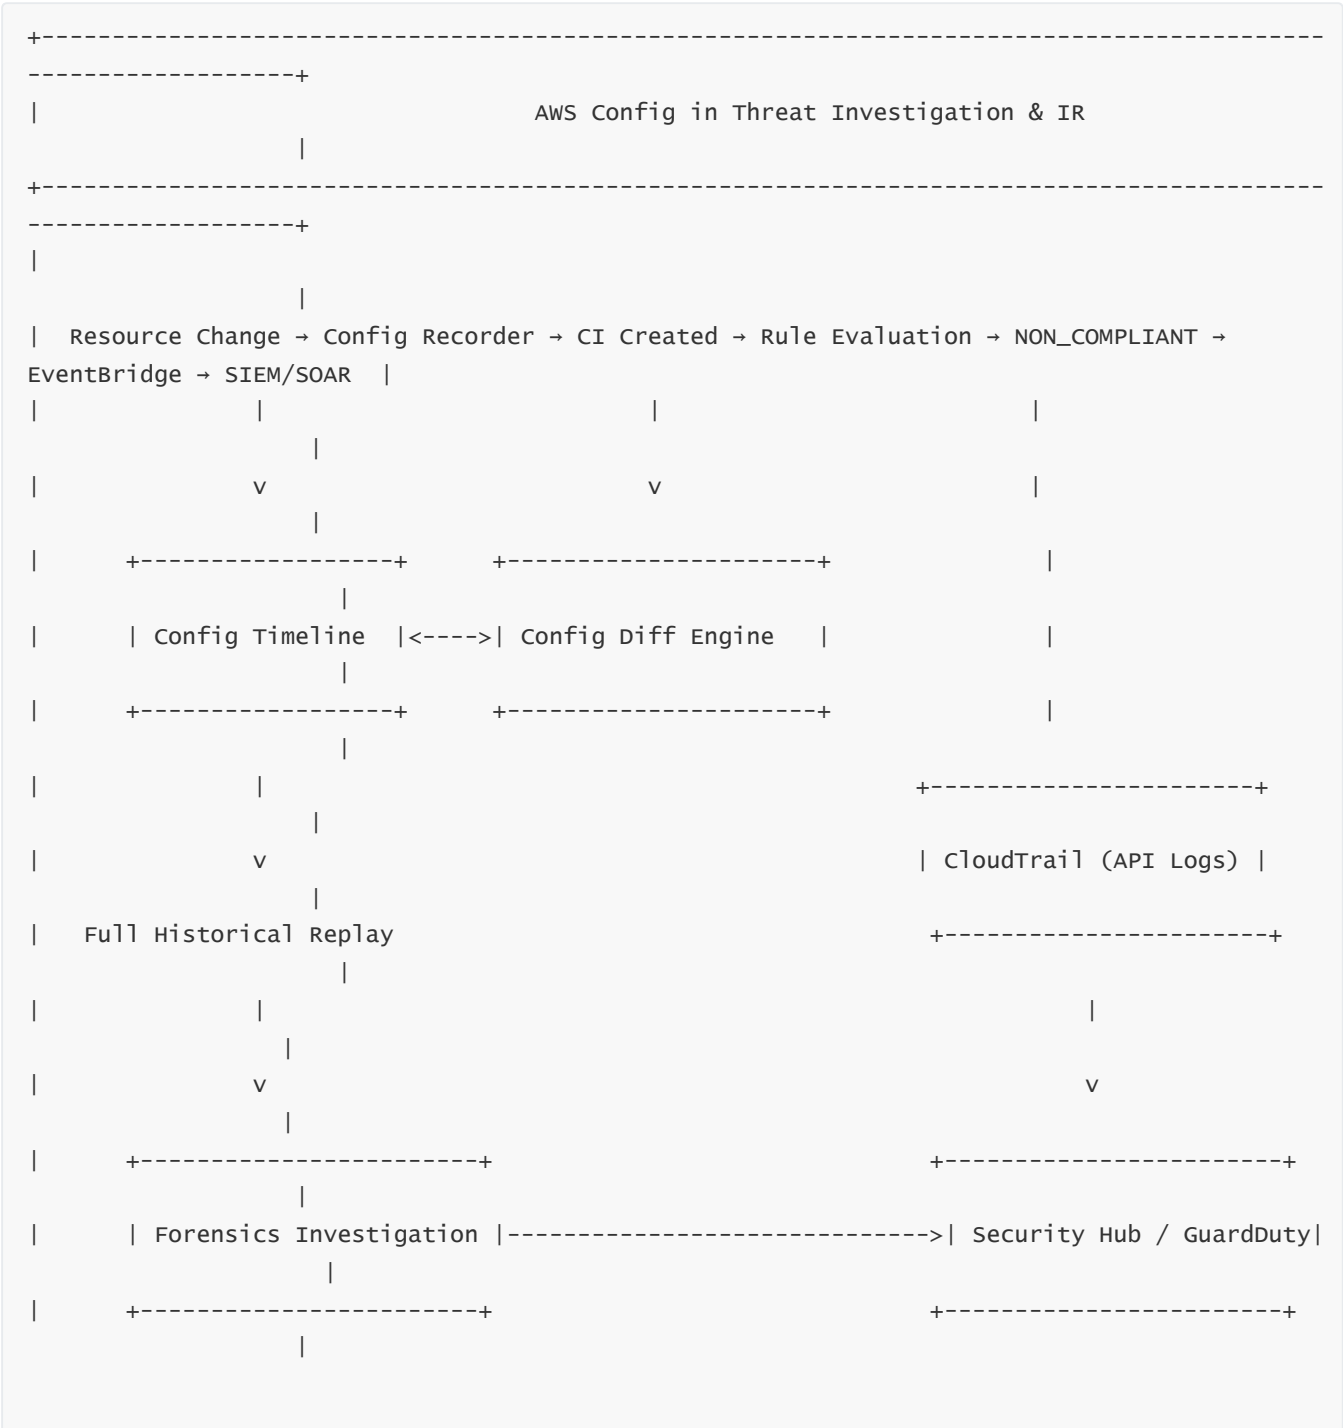 +-------------------------------------------------------------------------------------------
-------------------+
|                                   AWS Config in Threat Investigation & IR
                   |
+-------------------------------------------------------------------------------------------
-------------------+
|
                   |
|  Resource Change → Config Recorder → CI Created → Rule Evaluation → NON_COMPLIANT →
EventBridge → SIEM/SOAR  |
|               |                           |                          |
                    |
|               v                           v                          |
                    |
|      +------------------+      +----------------------+               |
                      |
|      | Config Timeline  |<---->| Config Diff Engine   |               |
                      |
|      +------------------+      +----------------------+               |
                      |
|               |                                              +-----------------------+
                    |
|               v                                              | CloudTrail (API Logs) |
                    |
|   Full Historical Replay                                      +-----------------------+
                      |
|               |                                                          |
                  |
|               v                                                          v
                  |
|      +------------------------+                               +------------------------+
                   |
|      | Forensics Investigation |------------------------------>| Security Hub / GuardDuty|
                     |
|      +------------------------+                               +------------------------+
                   |